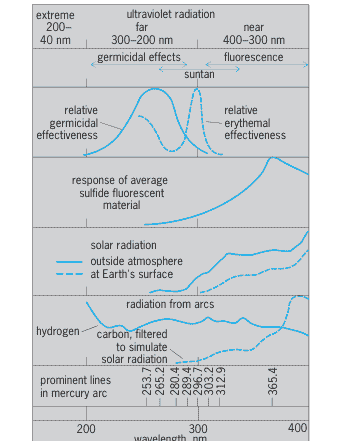 extreme
200–
40 nm
ultraviolet radiation
far
300–200 nm
near
400–300 nm
germicidal effects
fluorescence
suntan
relative
germicidal
effectiveness
relative
erythemal
effectiveness
response of average
sulfide fluorescent
material
solar radiation
outside atmosphere
at Earth's surface
radiation from arcs
hydrogen
carbon, filtered
to simulate
solar radiation
prominent lines
in mercury arc
253.7
265.2
280.4
289.4
296.7
302.2
312.9
365.4
200
300
400
wavelength, nm